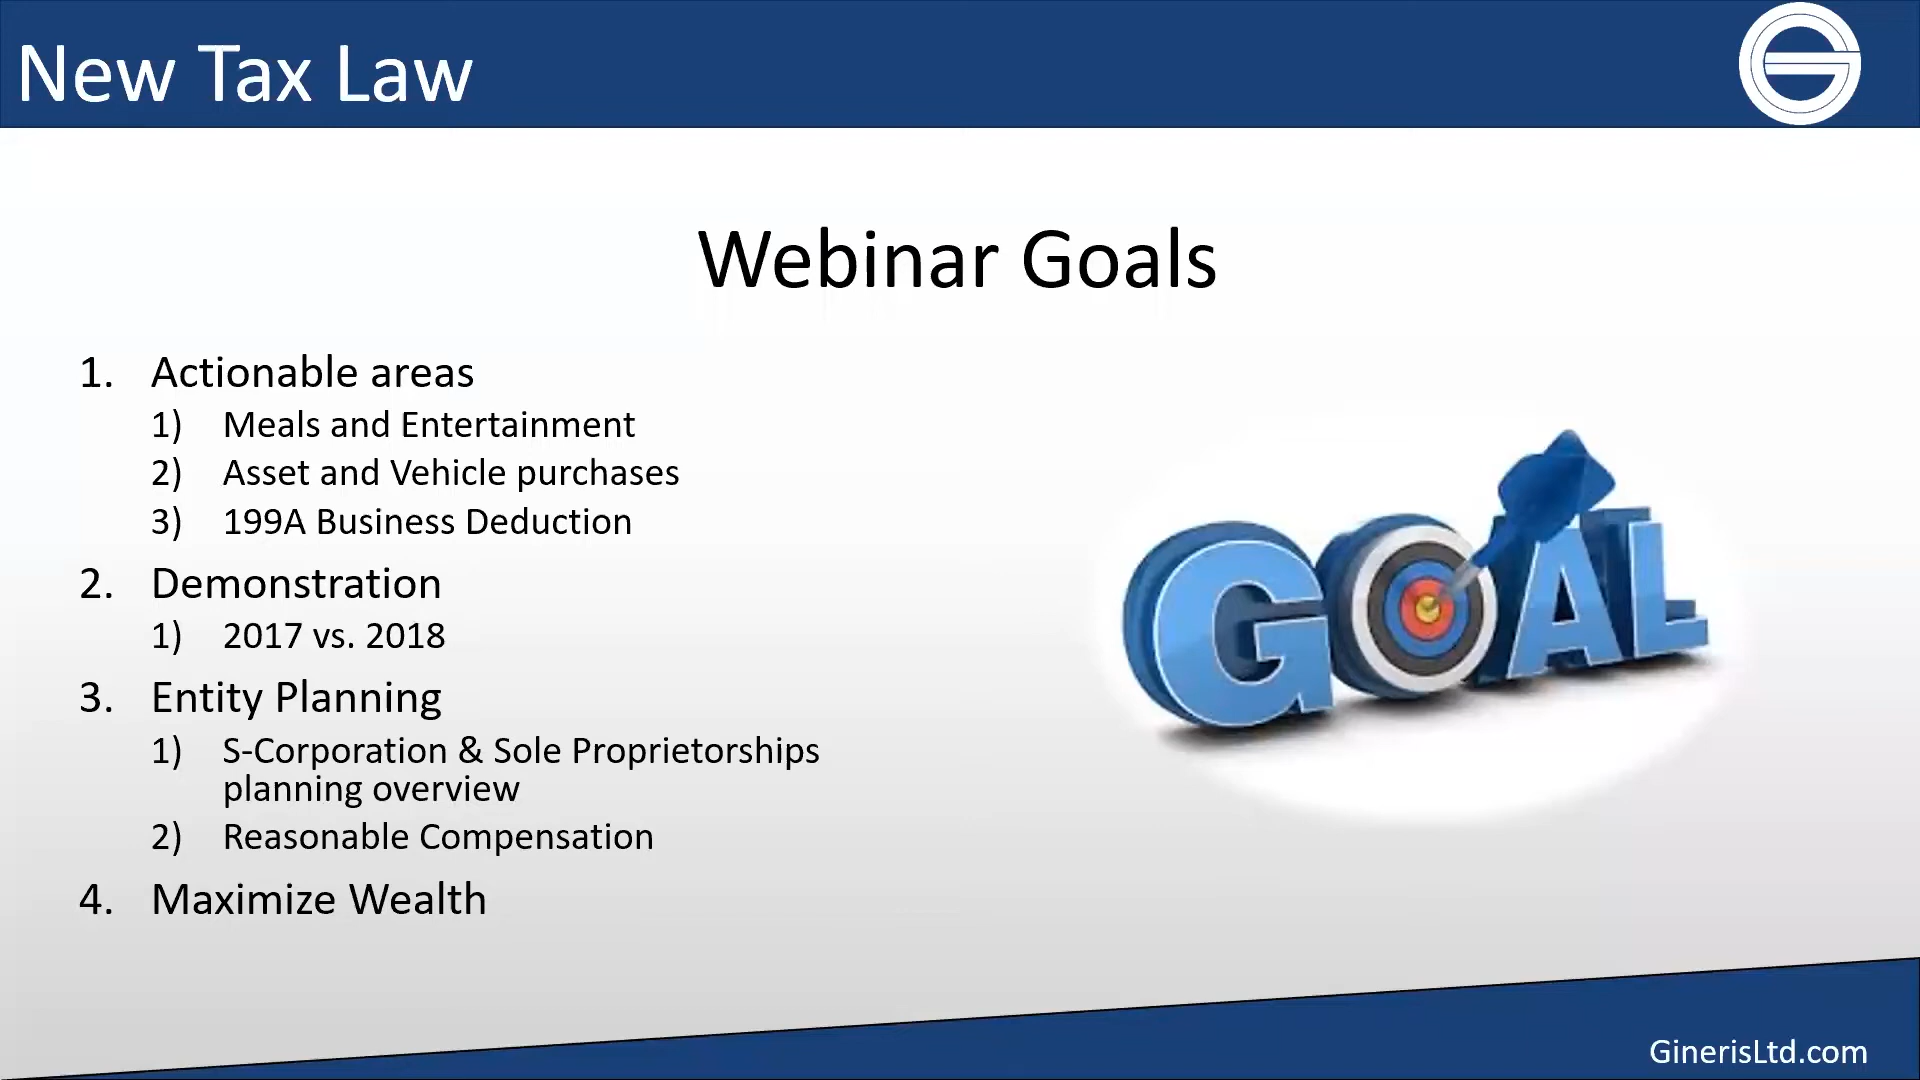 New Tax Law
Webinar Goals
1. Actionable areas
1) Meals and Entertainment
2) Asset and Vehicle purchases
3) 199A Business Deduction
2. Demonstration
1) 2017 vs. 2018
3. Entity Planning
1) S-Corporation & Sole Proprietorships
planning overview
2) Reasonable Compensation
4. Maximize Wealth
GOAL
GinerisLtd.com